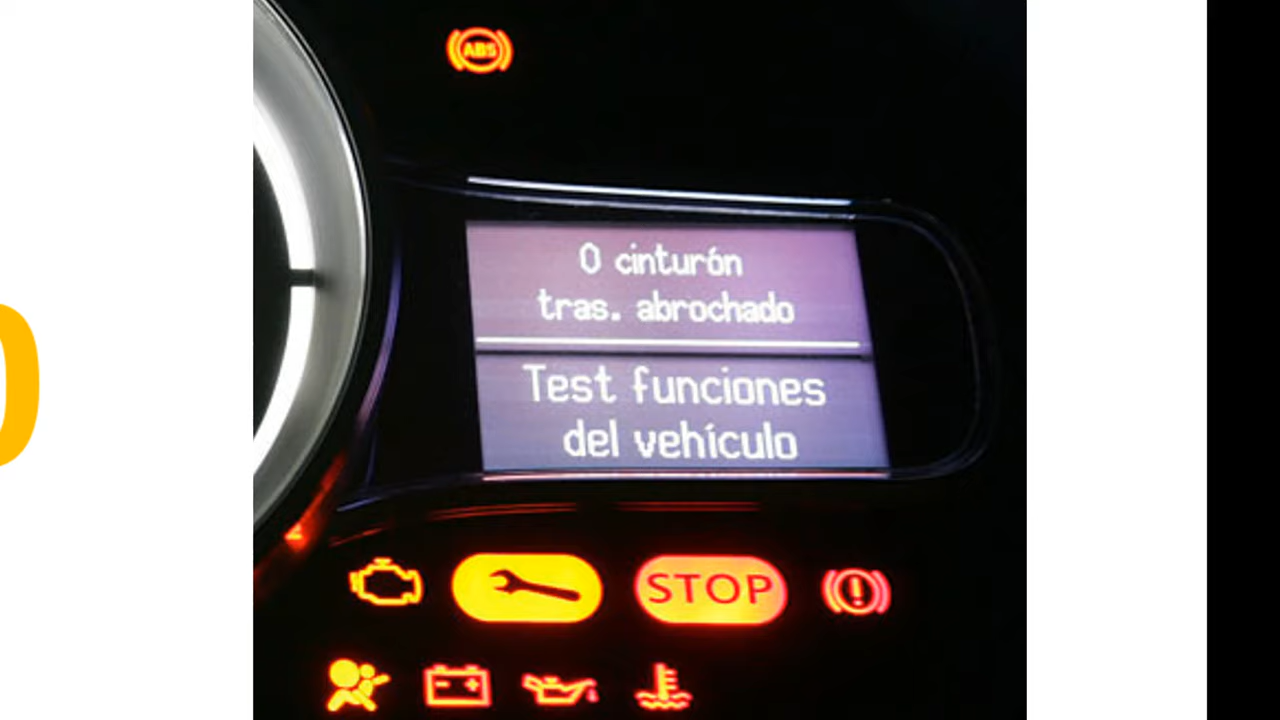 ABS
0 cinturón
tras. abrochado
Test funciones
del vehículo
STOP